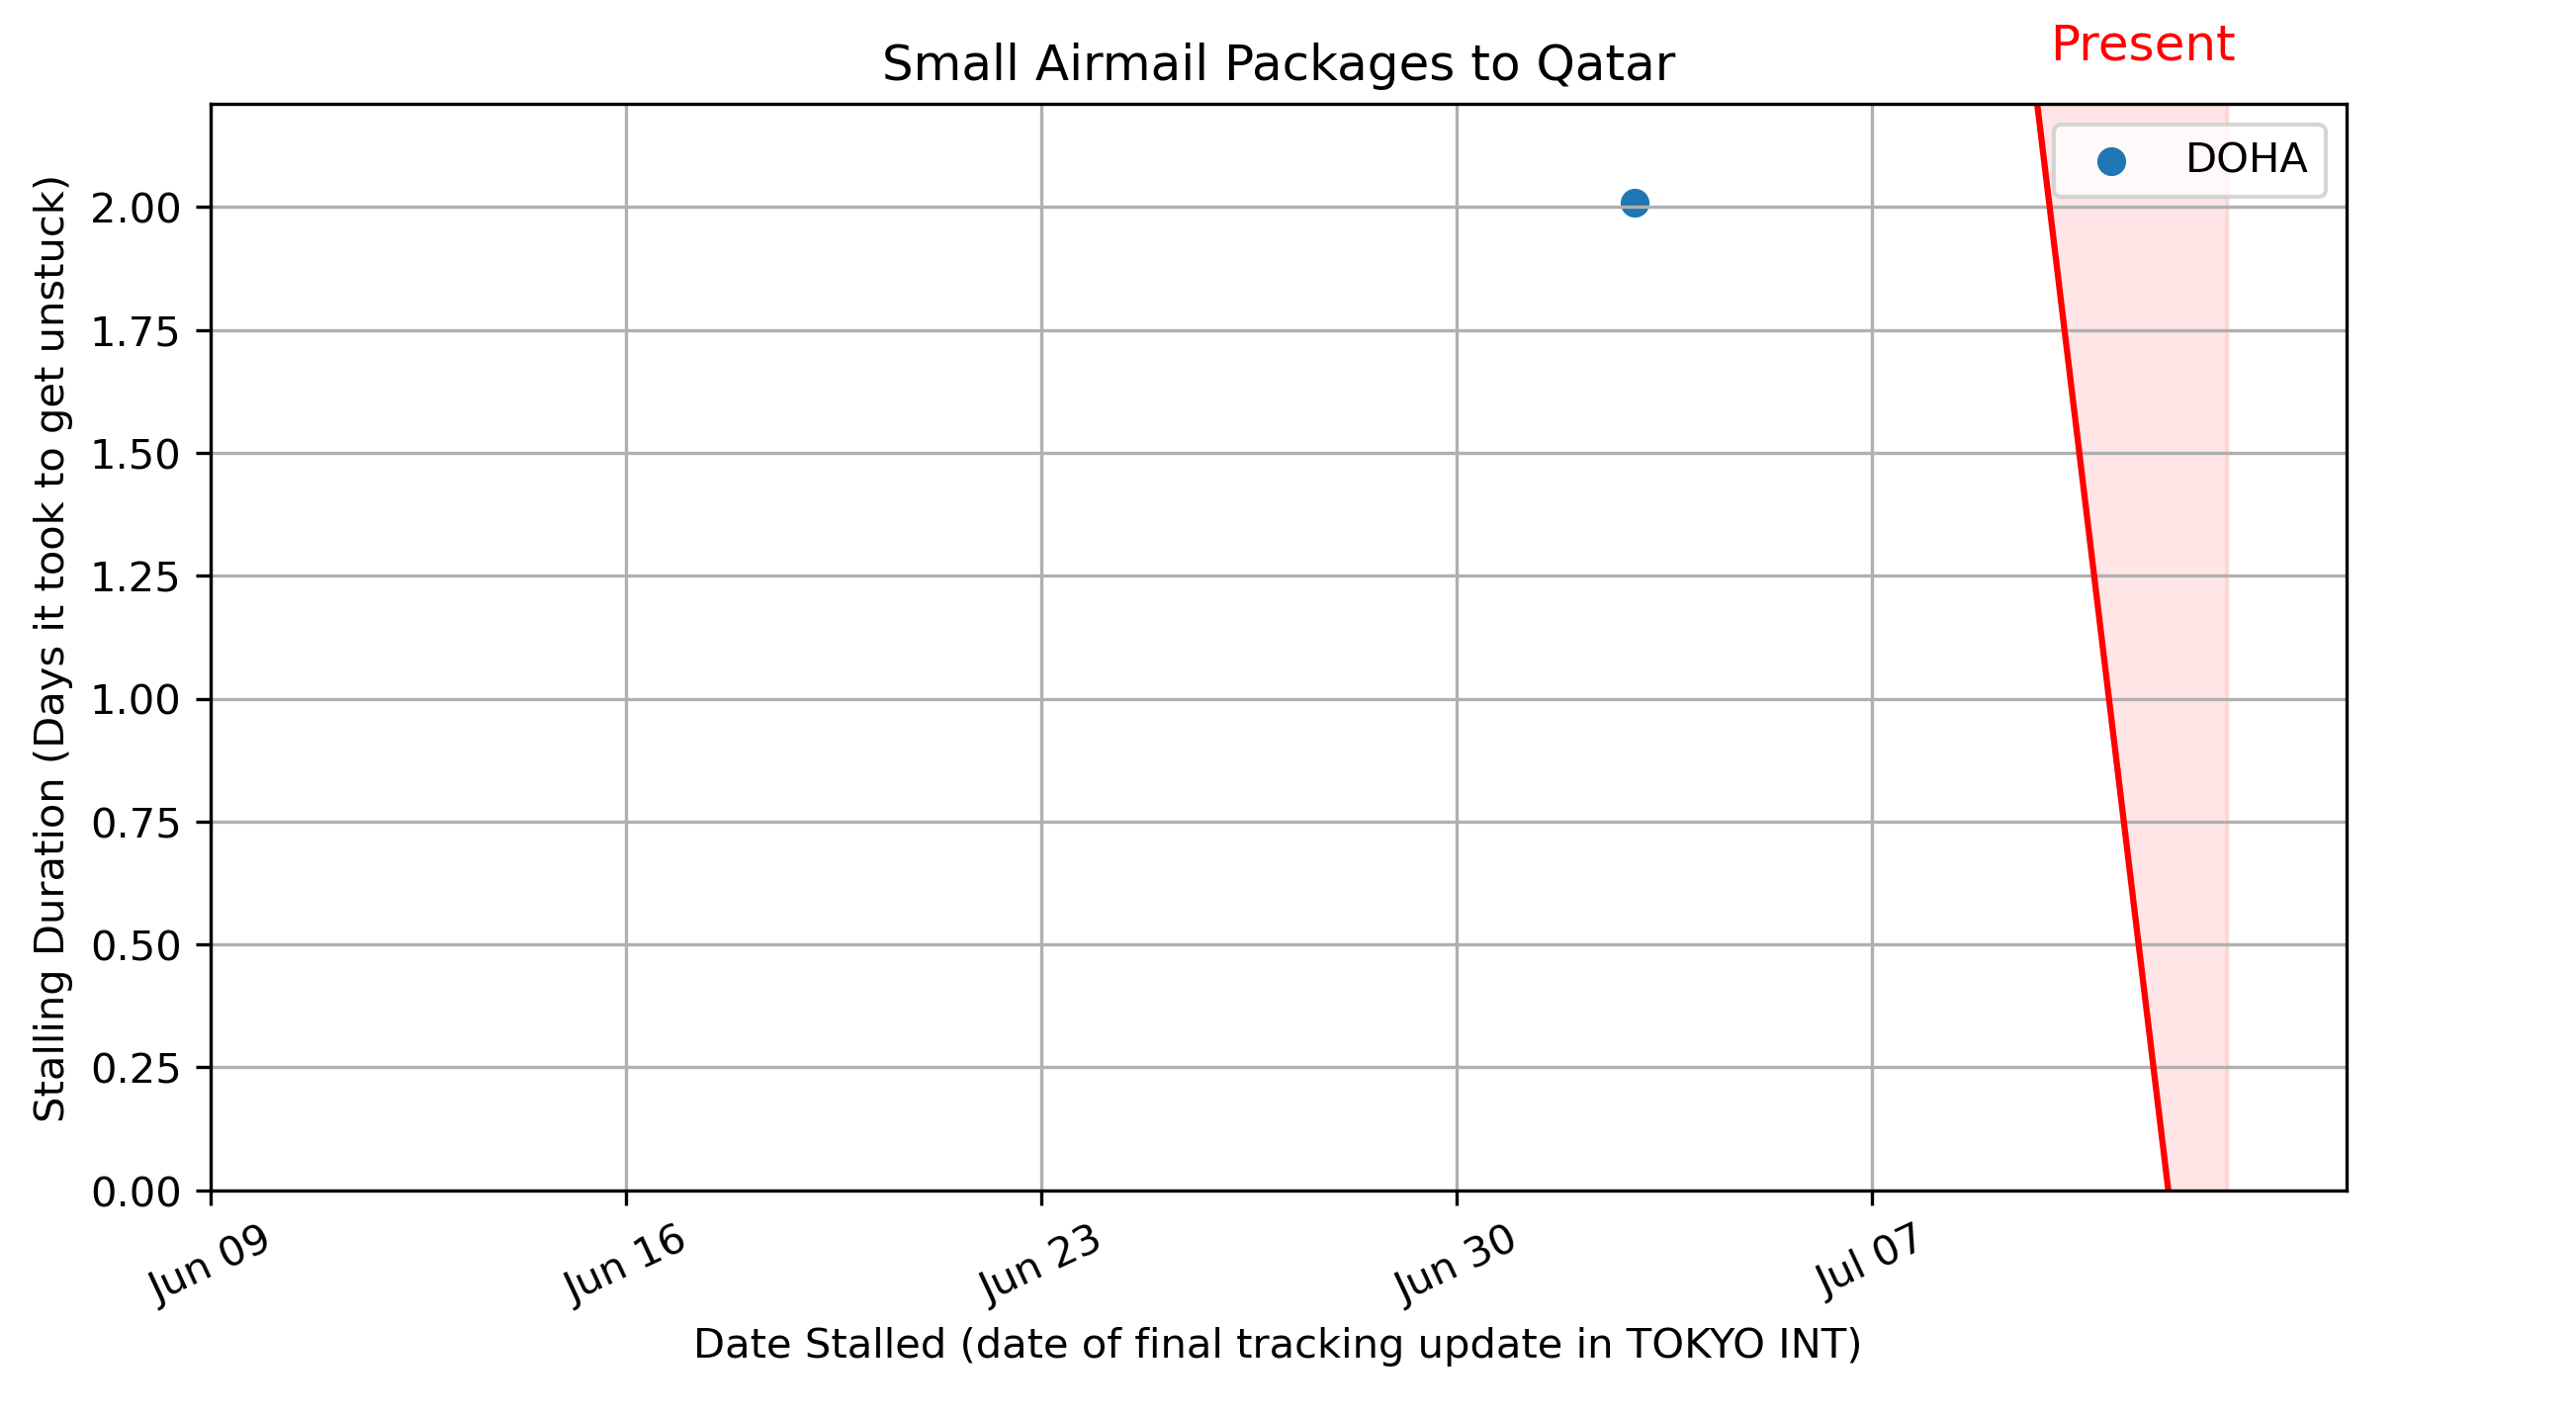 Present
Small Airmail Packages to Qatar
DOHA
Stalling Duration (Days it took to get unstuck)
2.00
1.75
1.50
1.25
1.00
0.75
0.50
0.25
0.00
Jun 09
Jun 16
Jun 23
Jun 30
Jul 07
Date Stalled (date of final tracking update in TOKYO INT)